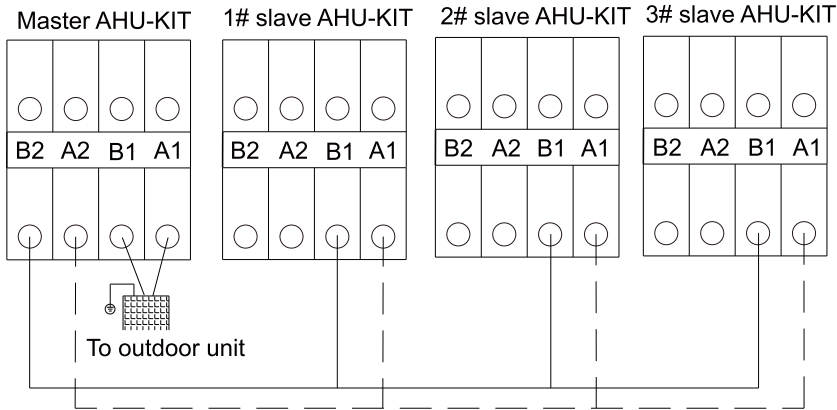 Master AHU-KIT
1# slave AHU-KIT
2# slave AHU-KIT
3# slave AHU-KIT
B2 A2 B1 A1
B2 A2 B1 A1
B2 A2 B1 A1
B2 A2 B1 A1
To outdoor unit